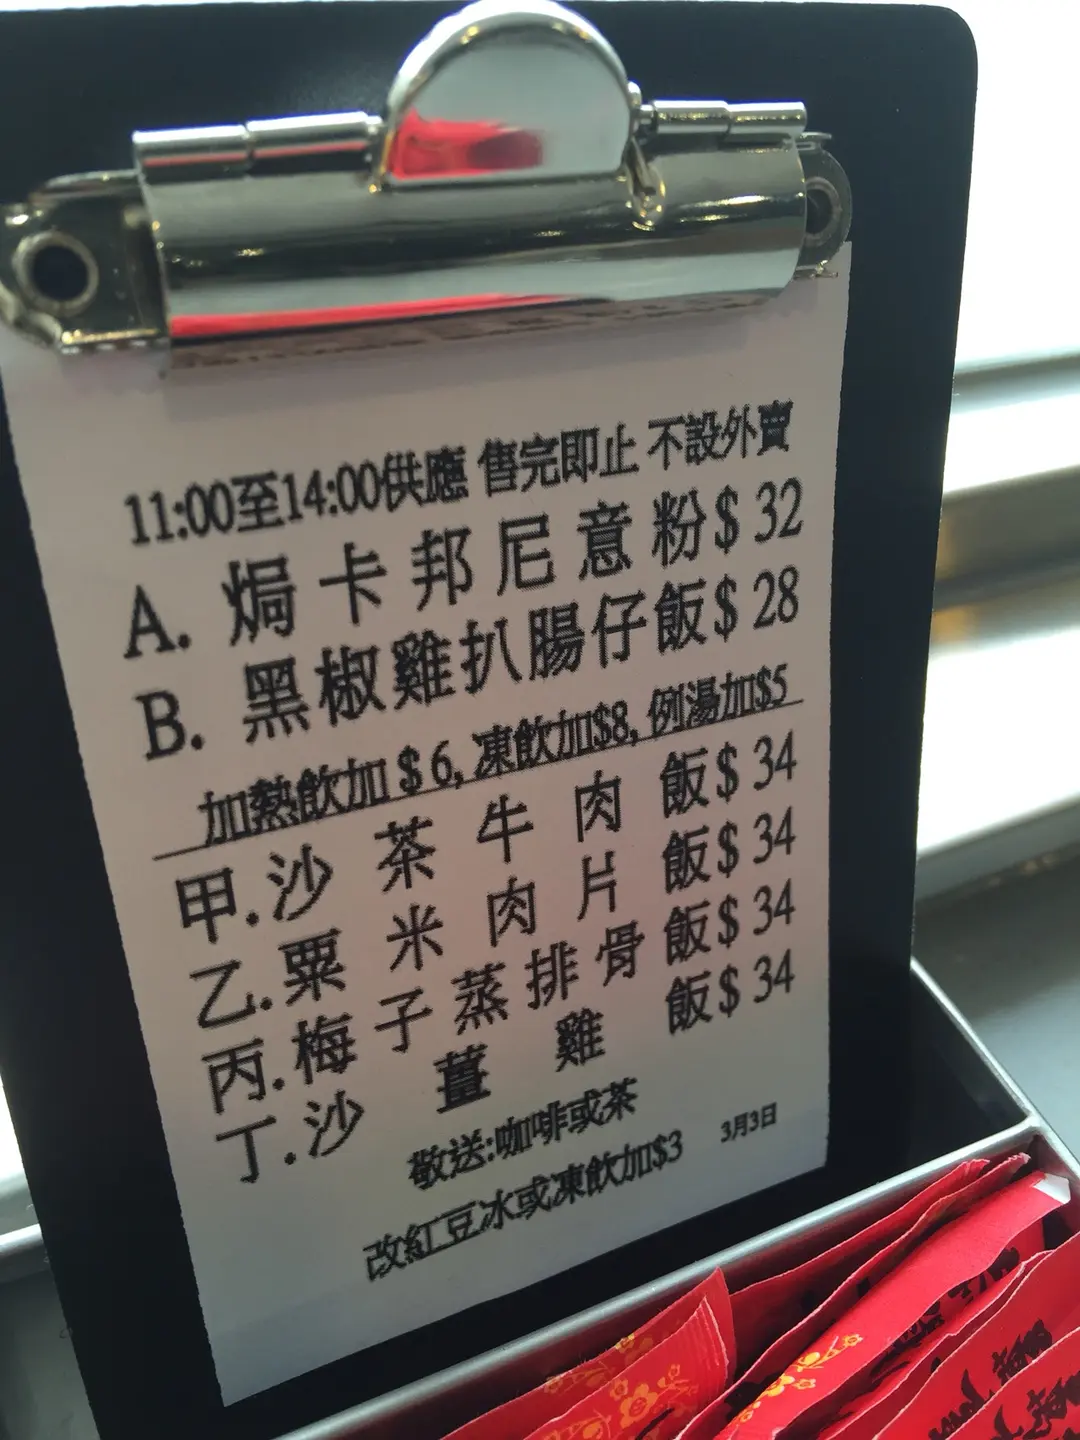 11:00至14:00供應 售完即止 不設外賣
A. 焗卡邦尼意粉$32
B. 黑椒雞扒腸仔飯$28
加熱飲加$6, 凍飲加$8, 例湯加$5
甲.沙茶牛肉飯$34
乙.粟米肉片飯$34
丙.梅子蒸排骨飯$34
丁.沙薑雞飯$34
敬送:咖啡或茶
3月3日
改紅豆冰或凍飲加$3